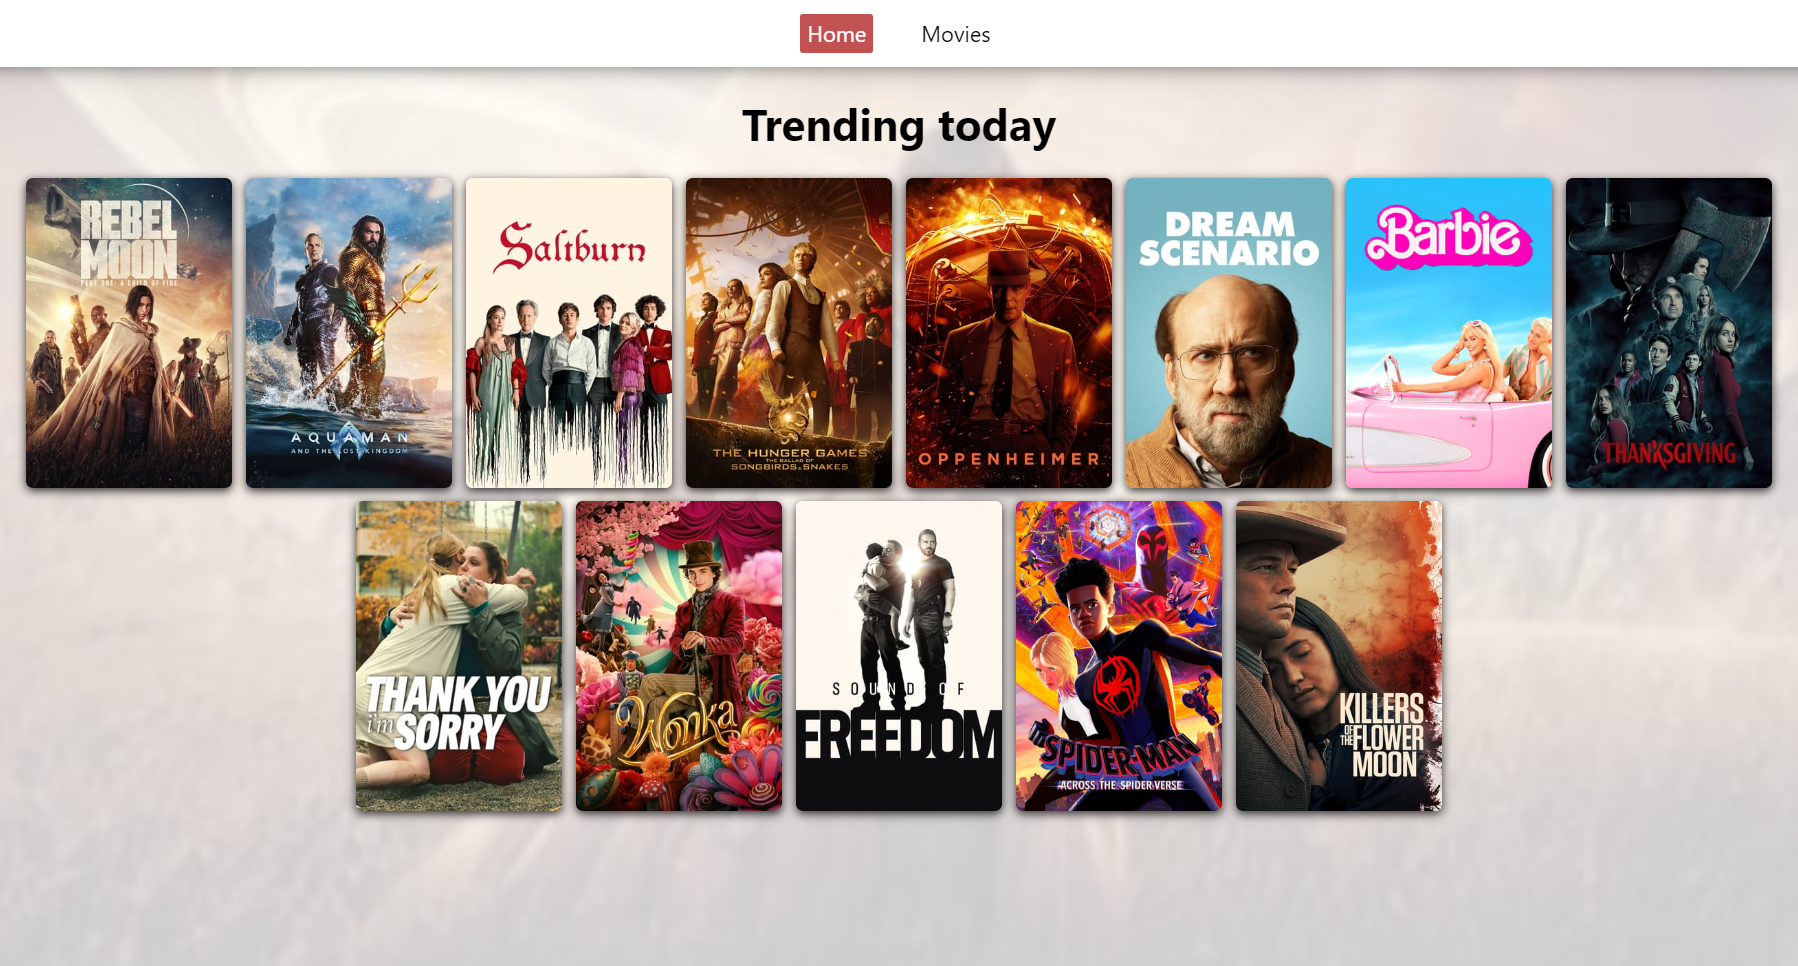 Home
Movies
Trending today
REBEL
MOON
PART ONE: A CHILD OF FIRE
AQUAMAN
AND THE LOST KINGDOM
Saltburn
THE HUNGER GAMES
THE BALLAD OF
SONGBIRDS & SNAKES
OPPENHEIMER
DREAM
SCENARIO
Barbie
THANKSGIVING
THANK YOU
i'm SORRY
Wonka
SOUND OF
FREEDOM
SPIDER-MAN
ACROSS THE SPIDER-VERSE
KILLERS
OF THE FLOWER
MOON